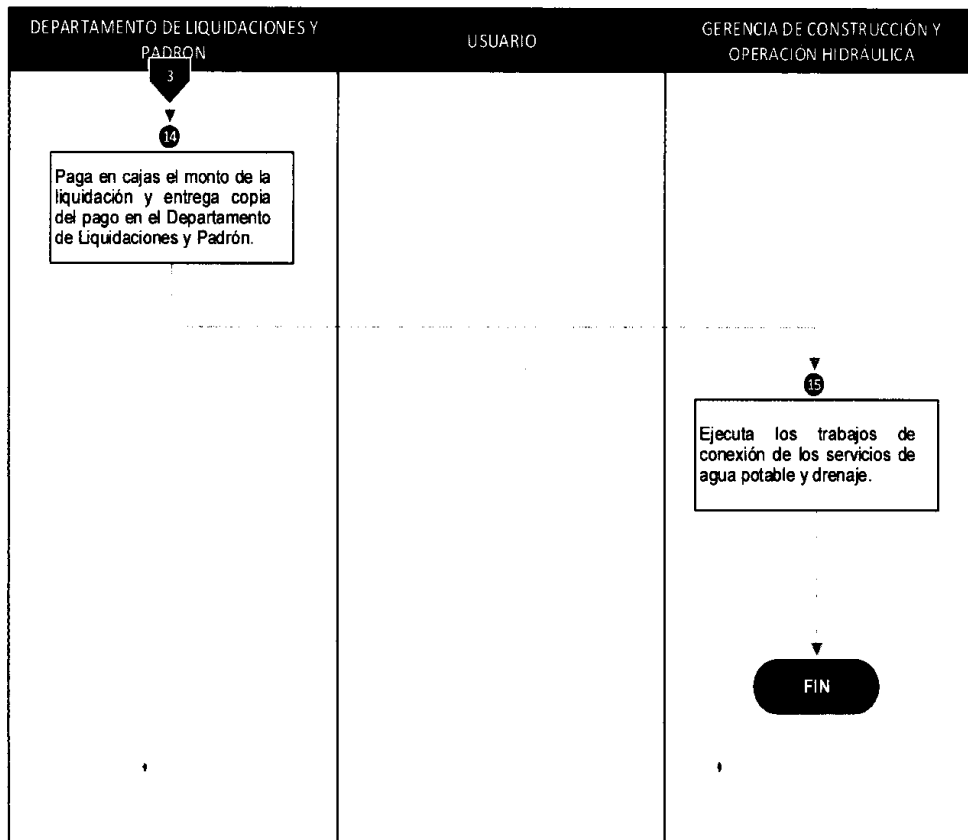 DEPARTAMENTO DE LIQUIDACIONES Y
PADRON
USUARIO
GERENCIA DE CONSTRUCCIÓN Y
OPERACIÓN HIDRÁULICA
3
14
Paga en cajas el monto de la
liquidación y entrega copia
del pago en el Departamento
de Liquidaciones y Padrón.
15
Ejecuta los trabajos de
conexión de los servicios de
agua potable y drenaje.
FIN